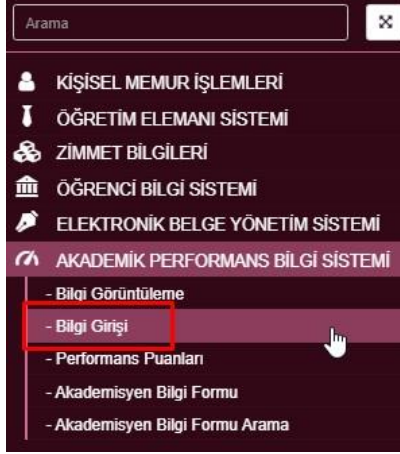 Arama
KİŞİSEL MEMUR İŞLEMLERİ
ÖĞRETİM ELEMANI SİSTEMİ
ZİMMET BİLGİLERİ
ÖĞRENCİ BİLGİ SİSTEMİ
ELEKTRONİK BELGE YÖNETİM SİSTEMİ
AKADEMİK PERFORMANS BİLGİ SİSTEMİ
- Bilgi Görüntüleme
- Bilgi Girişi
- Performans Puanları
- Akademisyen Bilgi Formu
- Akademisyen Bilgi Formu Arama